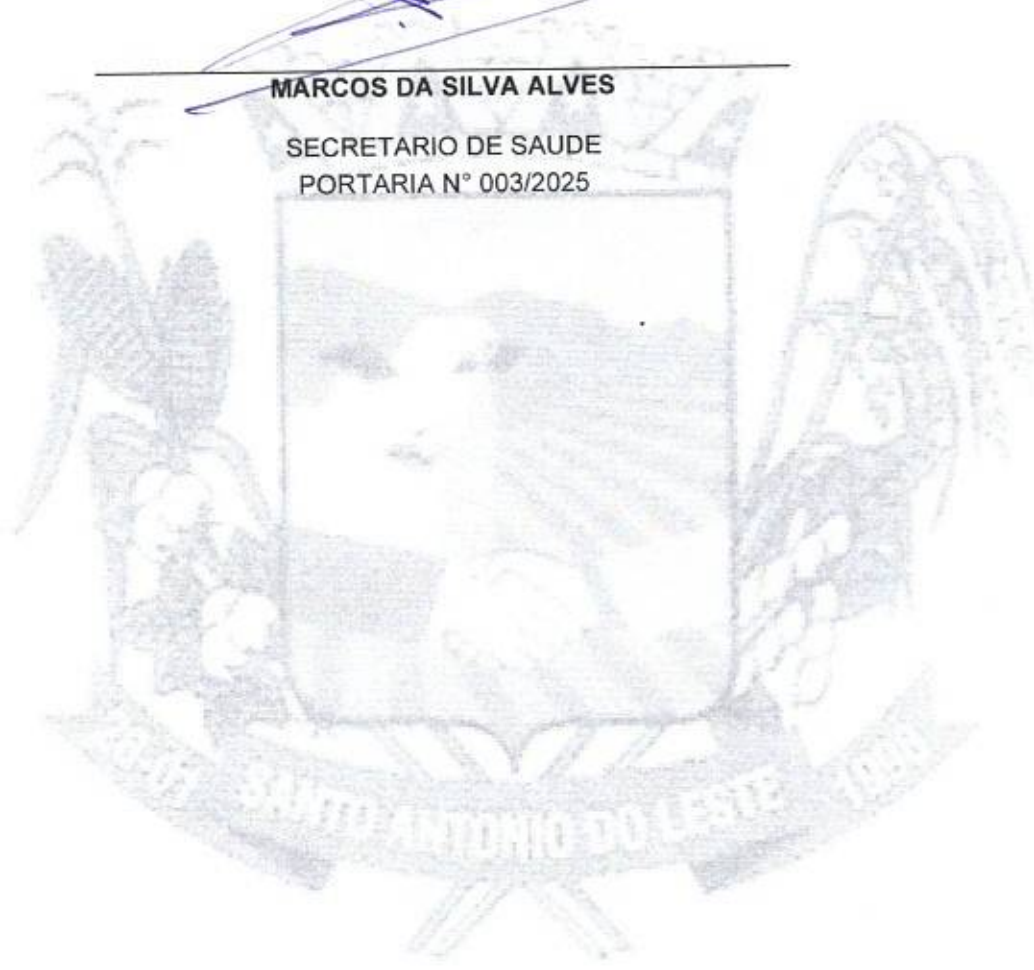 MARCOS DA SILVA ALVES
SECRETARIO DE SAUDE
PORTARIA N° 003/2025
SANTO ANTONIO DO LESTE